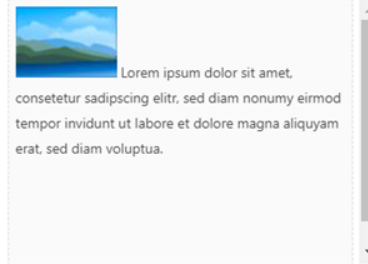 Lorem ipsum dolor sit amet,
consetetur sadipscing elitr, sed diam nonumy eirmod
tempor invidunt ut labore et dolore magna aliquyam
erat, sed diam voluptua.